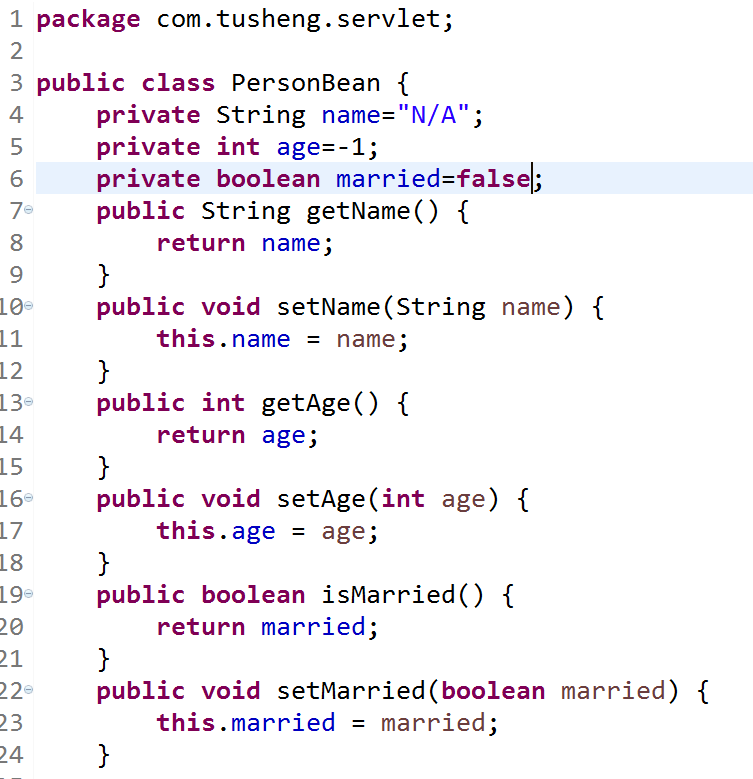 1 package com.tusheng.servlet;
2
3 public class PersonBean {
4     private String name="N/A";
5     private int age=-1;
6     private boolean married=false;
7     public String getName() {
8         return name;
9     }
10     public void setName(String name) {
11         this.name = name;
12     }
13     public int getAge() {
14         return age;
15     }
16     public void setAge(int age) {
17         this.age = age;
18     }
19     public boolean isMarried() {
20         return married;
21     }
22     public void setMarried(boolean married) {
23         this.married = married;
24     }